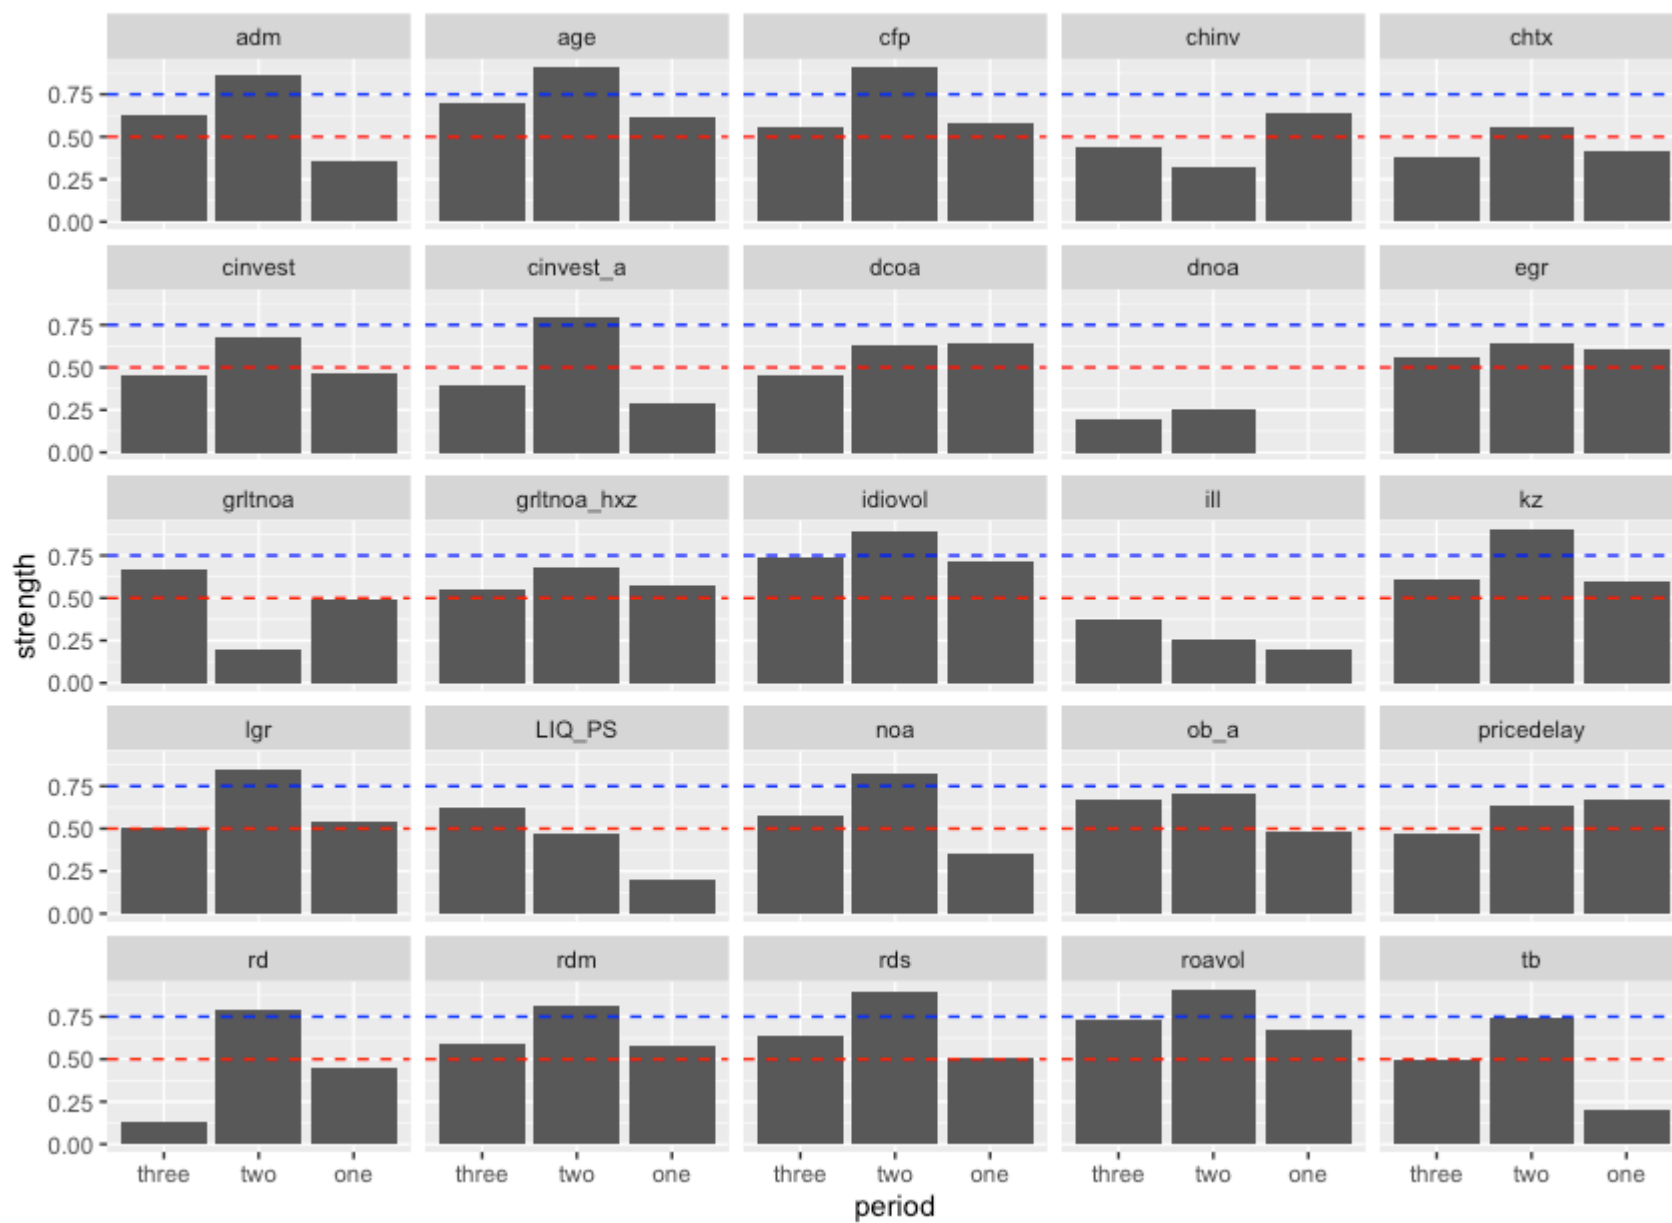 adm age cfp chinv chtx
0.75
0.50
0.25
0.00
cinvest cinvest_a dcoa dnoa egr
0.75
0.50
0.25
0.00
grltnoa grltnoa_hxz idiovol ill kz
0.75
0.50
0.25
0.00
lgr LIQ_PS noa ob_a pricedelay
0.75
0.50
0.25
0.00
rd rdm rds roavol tb
0.75
0.50
0.25
0.00
three two one three two one three two one three two one three two one
period
strength